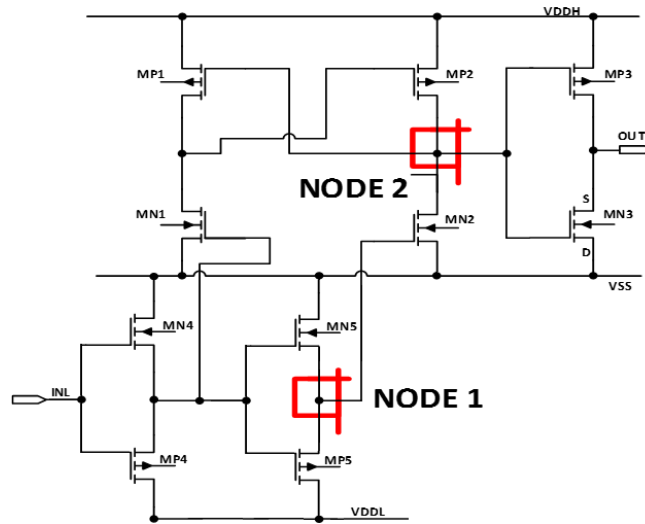 VDDH
MP1
MP2
MP3
OUT
NODE 2
MN1
MN2
S
MN3
D
VSS
MN4
MN5
INL
NODE 1
MP4
MP5
VDDL